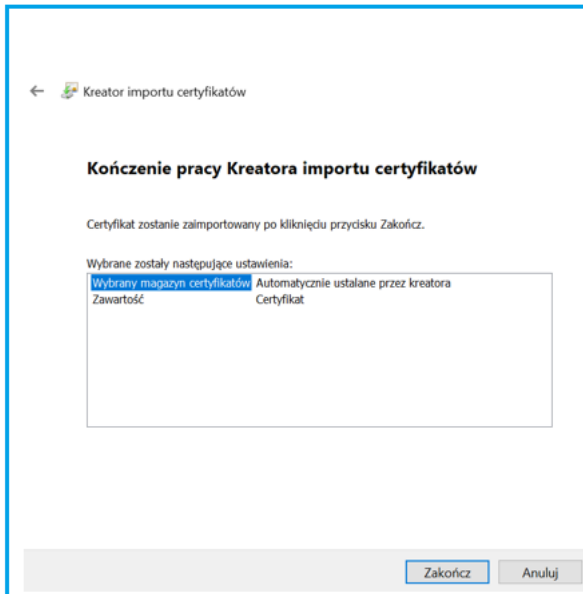 Kreator importu certyfikatów
Kończenie pracy Kreatora importu certyfikatów
Certyfikat zostanie zaimportowany po kliknięciu przycisku Zakończ.
Wybrane zostały następujące ustawienia:
Wybrany magazyn certyfikatów Automatycznie ustalane przez kreatora
Zawartość Certyfikat
Zakończ Anuluj